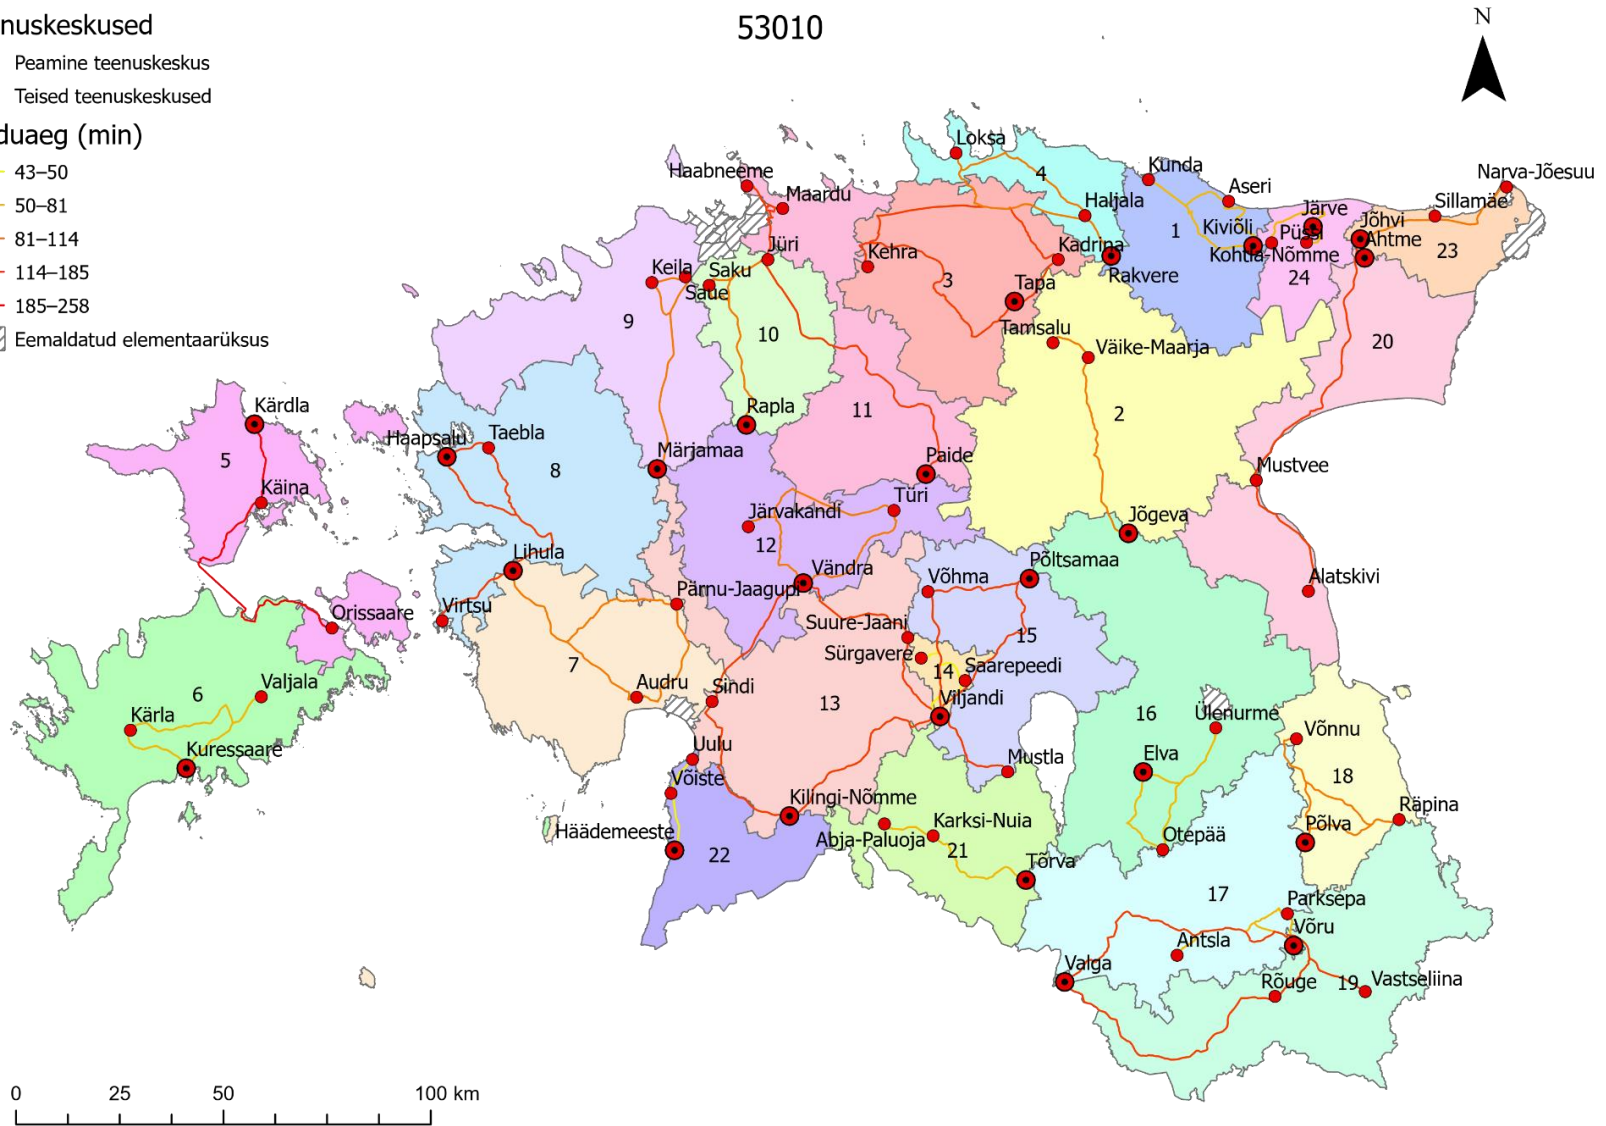 nuskeskused
53010
N
Peamine teenuskeskus
Teised teenuskeskused
duaeg (min)
43–50
50–81
81–114
114–185
185–258
Eemaldatud elementaarüksus
Loksa
Haabneeme
Maardu
4
Kunda
Narva-Jõesuu
Aseri
Sillamäe
Haljala
Järve
Jõhvi
Kiviõli
Püssi
Ahtme
1
Jüri
Kehra
Kadrina
Kohtla-Nõmme
23
Keila
Saku
Rakvere
24
Saue
3
Tapa
9
10
Tamsalu
Väike-Maarja
20
Kärdla
Rapla
11
2
Haapsalu
Taebla
5
8
Märjamaa
Paide
Mustvee
Käina
Türi
Järvakandi
Jõgeva
12
Lihula
Põltsamaa
Vändra
Võhma
Alatskivi
Pärnu-Jaagupi
Orissaare
Virtsu
Suure-Jaani
15
Sürgavere
7
14
Saarepeedi
Valjala
Audru
Sindi
6
Viljandi
13
16
Ülenurme
Kärla
Võnnu
Kuressaare
Uulu
Mustla
Elva
Võiste
18
Kilingi-Nõmme
Räpina
Häädemeeste
Karksi-Nuia
Põlva
Abja-Paluoja
Otepää
22
21
Tõrva
17
Parksepa
Võru
Antsla
Valga
Rõuge
19
Vastseliina
0
25
50
100 km